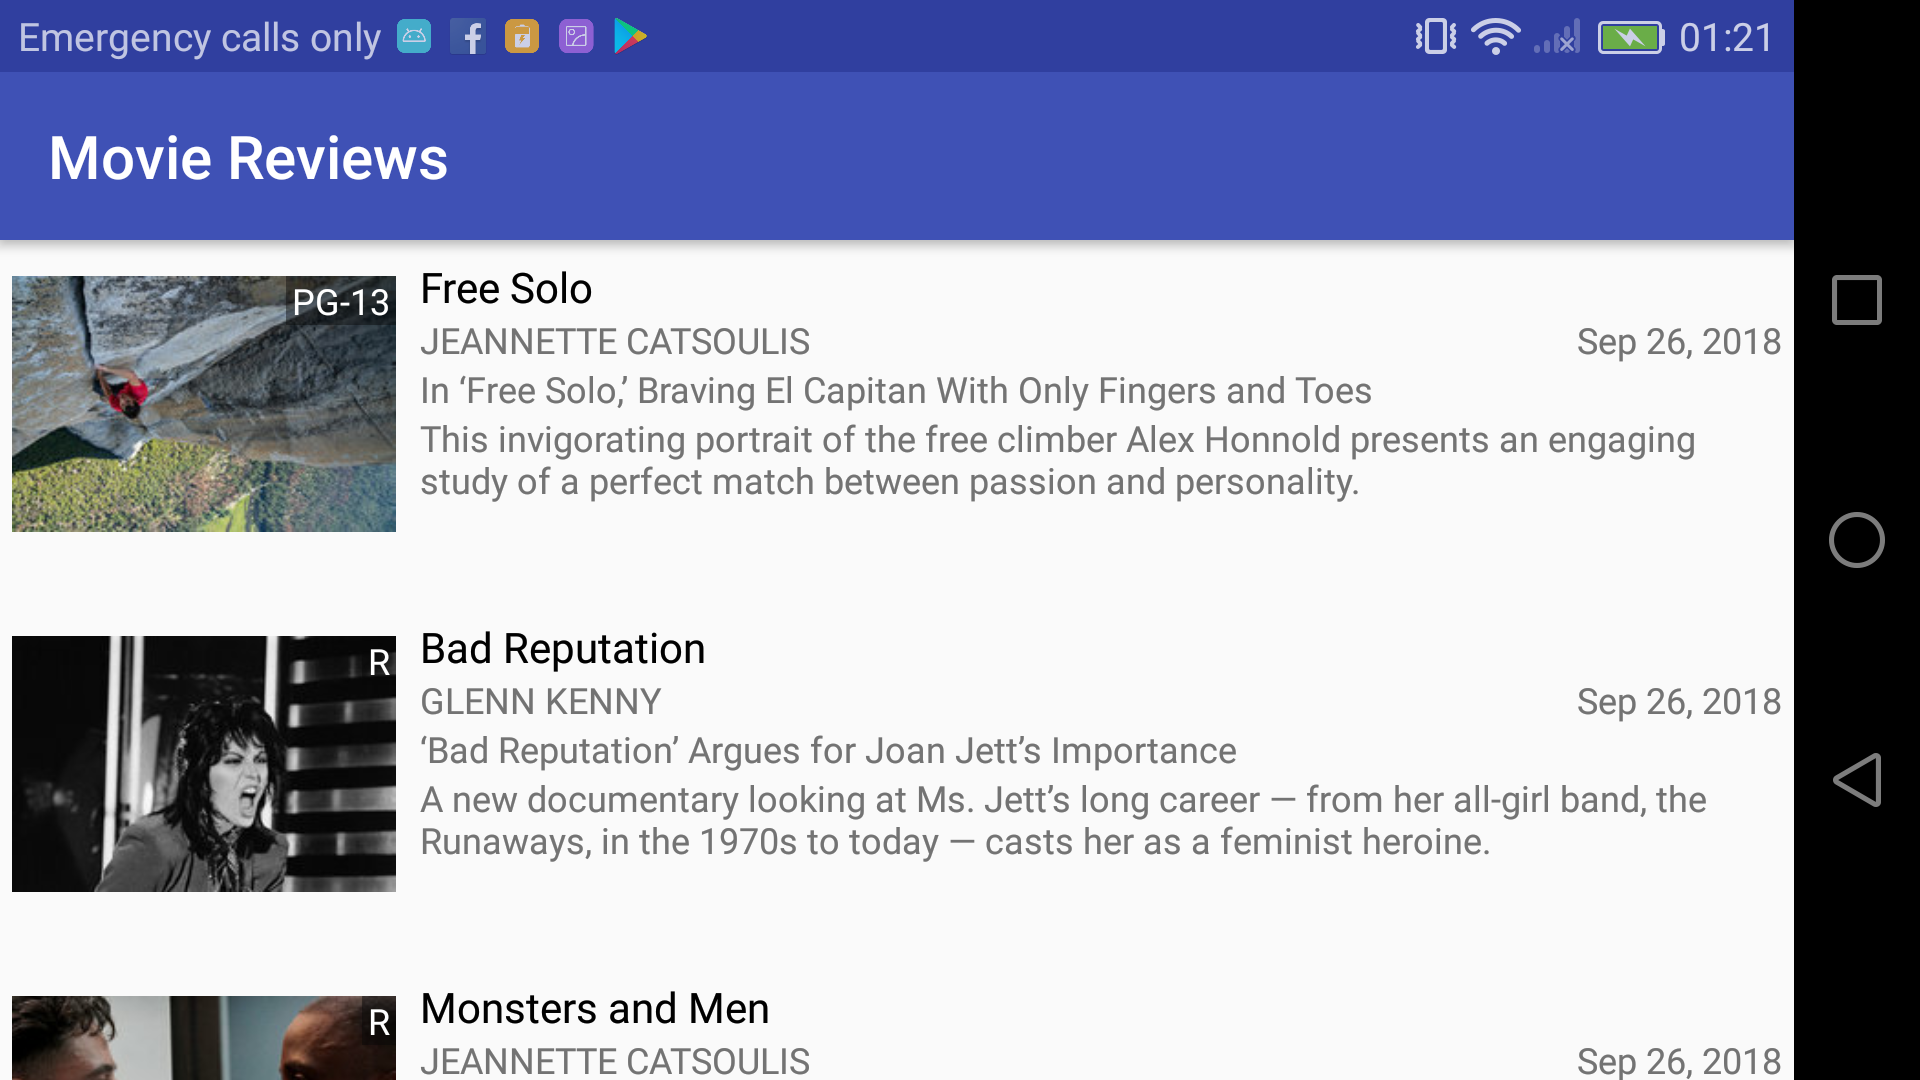 Emergency calls only
01:21
Movie Reviews
PG-13
Free Solo
JEANNETTE CATSOULIS
Sep 26, 2018
In ‘Free Solo,’ Braving El Capitan With Only Fingers and Toes
This invigorating portrait of the free climber Alex Honnold presents an engaging
study of a perfect match between passion and personality.
R
Bad Reputation
GLENN KENNY
Sep 26, 2018
‘Bad Reputation’ Argues for Joan Jett’s Importance
A new documentary looking at Ms. Jett’s long career — from her all-girl band, the
Runaways, in the 1970s to today — casts her as a feminist heroine.
R
Monsters and Men
JEANNETTE CATSOULIS
Sep 26, 2018